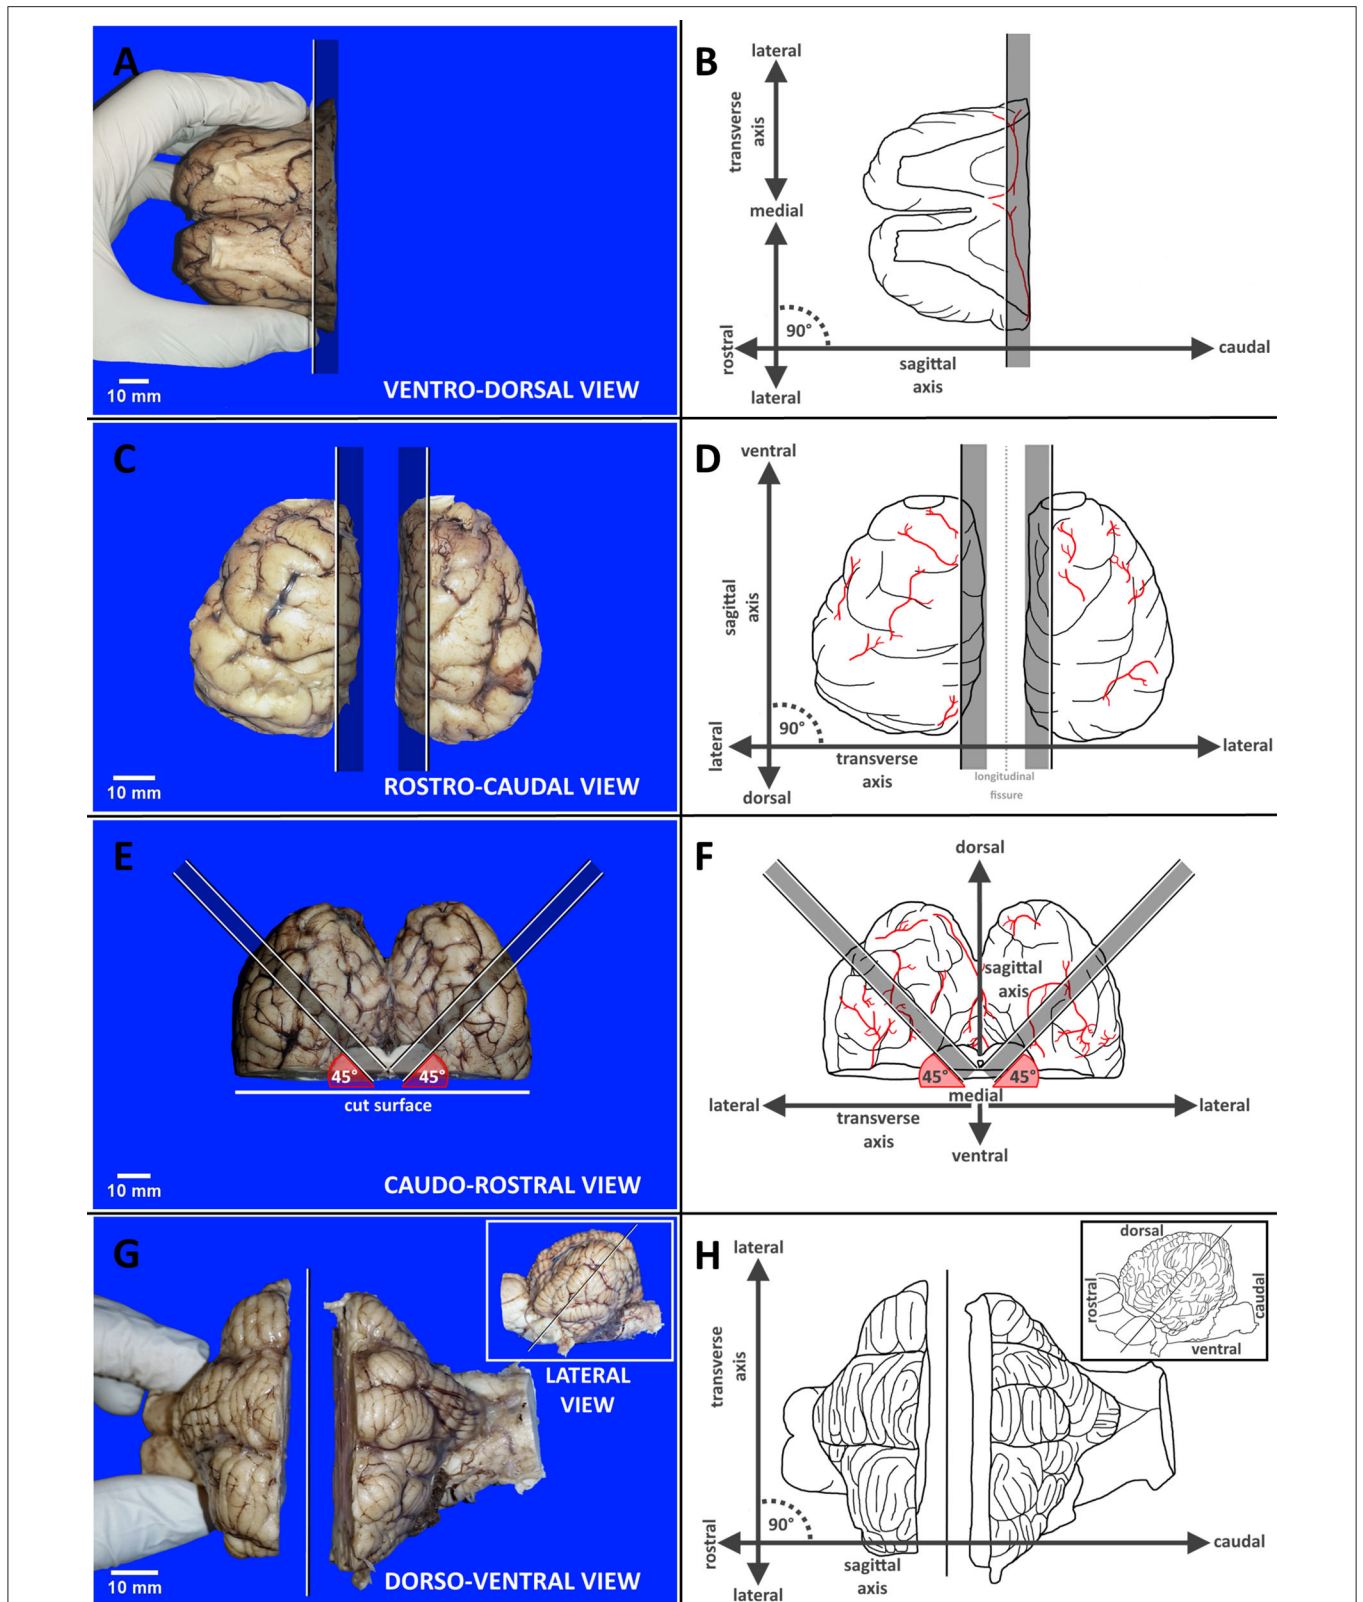 A
10 mm
VENTRO-DORSAL VIEW
B
lateral
transverse
axis
medial
90°
rostral
caudal
sagittal
axis
lateral
C
10 mm
ROSTRO-CAUDAL VIEW
D
ventral
sagittal
axis
90°
lateral
lateral
transverse
axis
longitudinal
fissure
dorsal
E
45°
45°
cut surface
10 mm
CAUDO-ROSTRAL VIEW
F
dorsal
sagittal
axis
45°
45°
medial
lateral
lateral
transverse
axis
ventral
G
LATERAL
VIEW
10 mm
DORSO-VENTRAL VIEW
H
lateral
dorsal
rostral
caudal
ventral
transverse
axis
90°
rostral
caudal
sagittal
axis
lateral